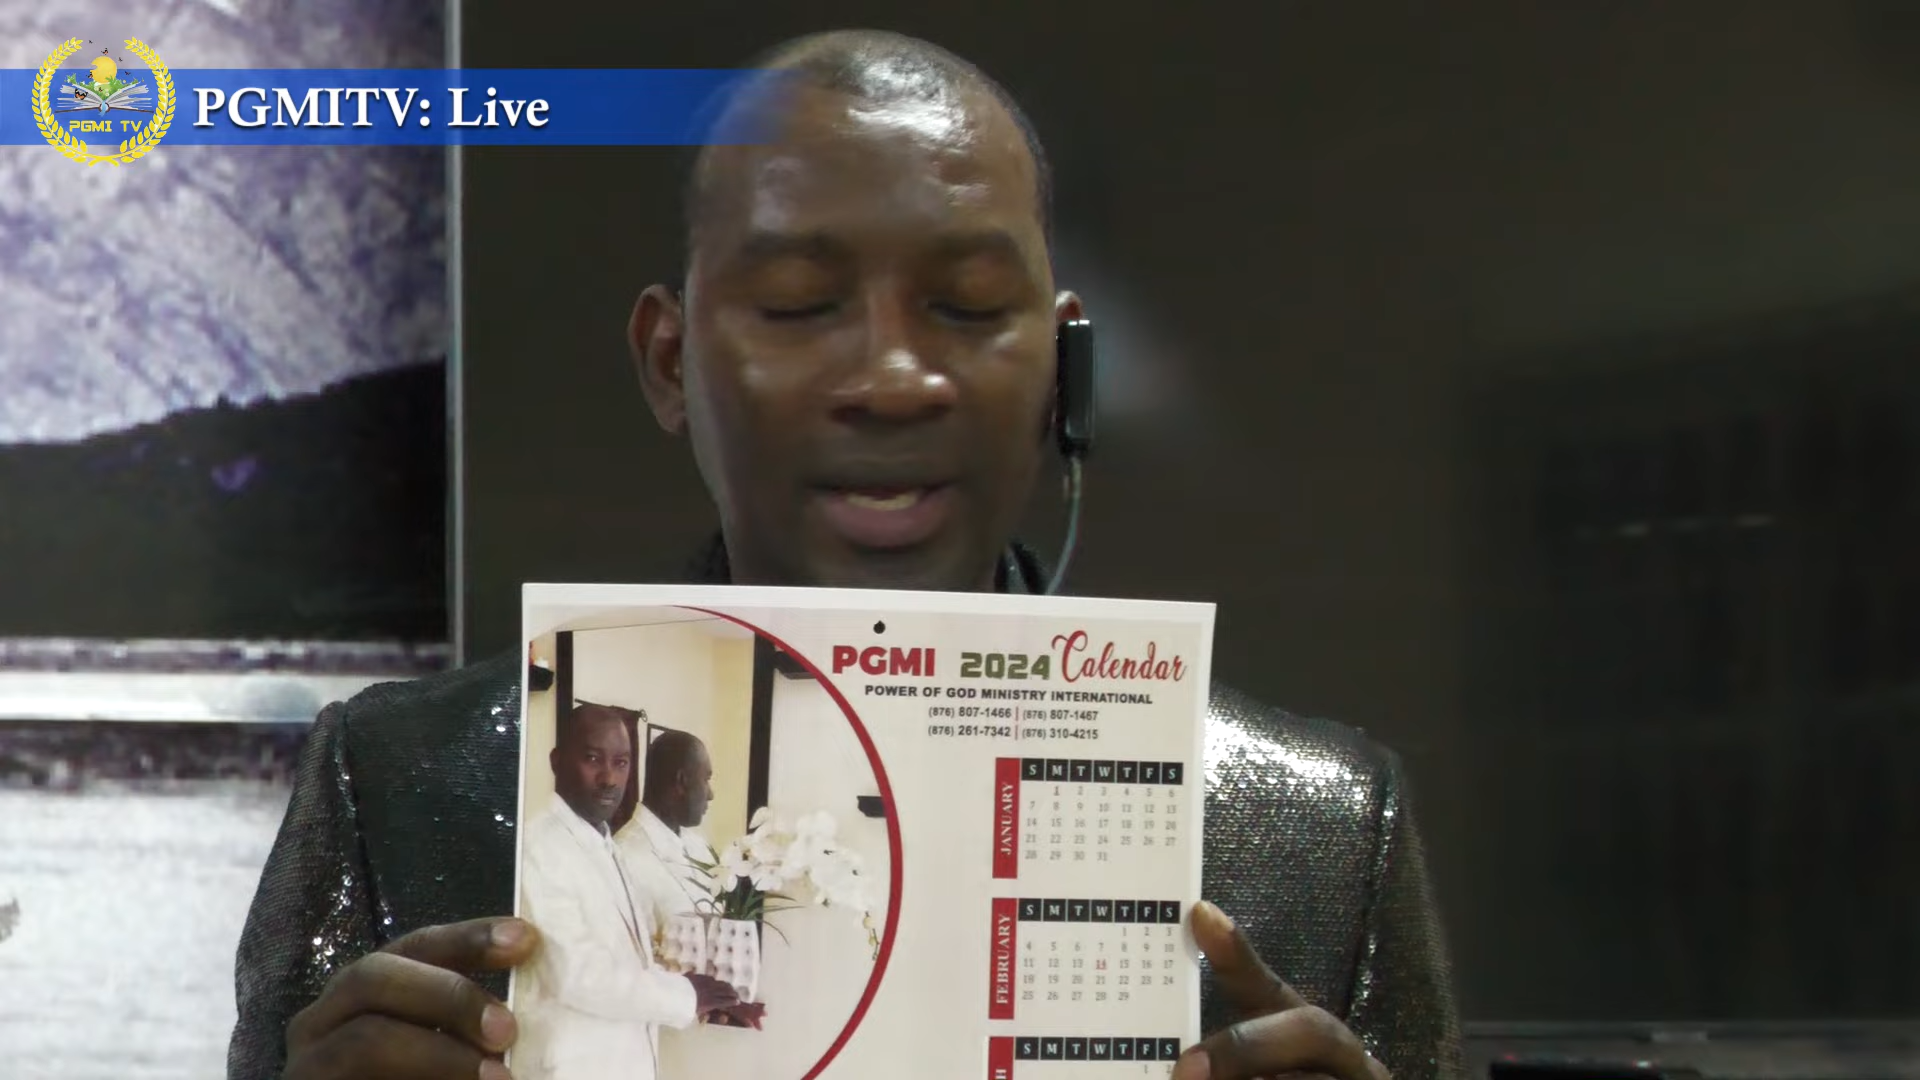 PGMITV: Live
PGMI TV
PGMI 2024 Calendar
POWER OF GOD MINISTRY INTERNATIONAL
(876) 807-1466 | (876) 807-1467
(876) 261-7342 | (876) 310-4215
JANUARY
S M T W T F S
1 2 3 4 5 6
7 8 9 10 11 12 13
14 15 16 17 18 19 20
21 22 23 24 25 26 27
28 29 30 31
FEBRUARY
S M T W T F S
1 2 3
4 5 6 7 8 9 10
11 12 13 14 15 16 17
18 19 20 21 22 23 24
25 26 27 28 29
H
S M T W T F S
1 2